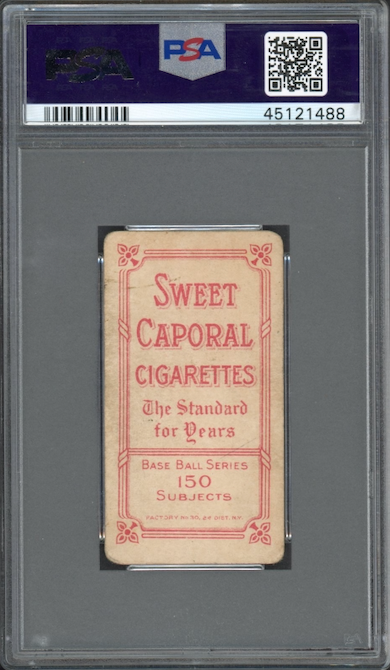 PSA
PSA
45121488
SWEET
CAPORAL
CIGARETTES
The Standard
for Years
BASE BALL SERIES
150
SUBJECTS
FACTORY No 30, 2d DIST. N.Y.